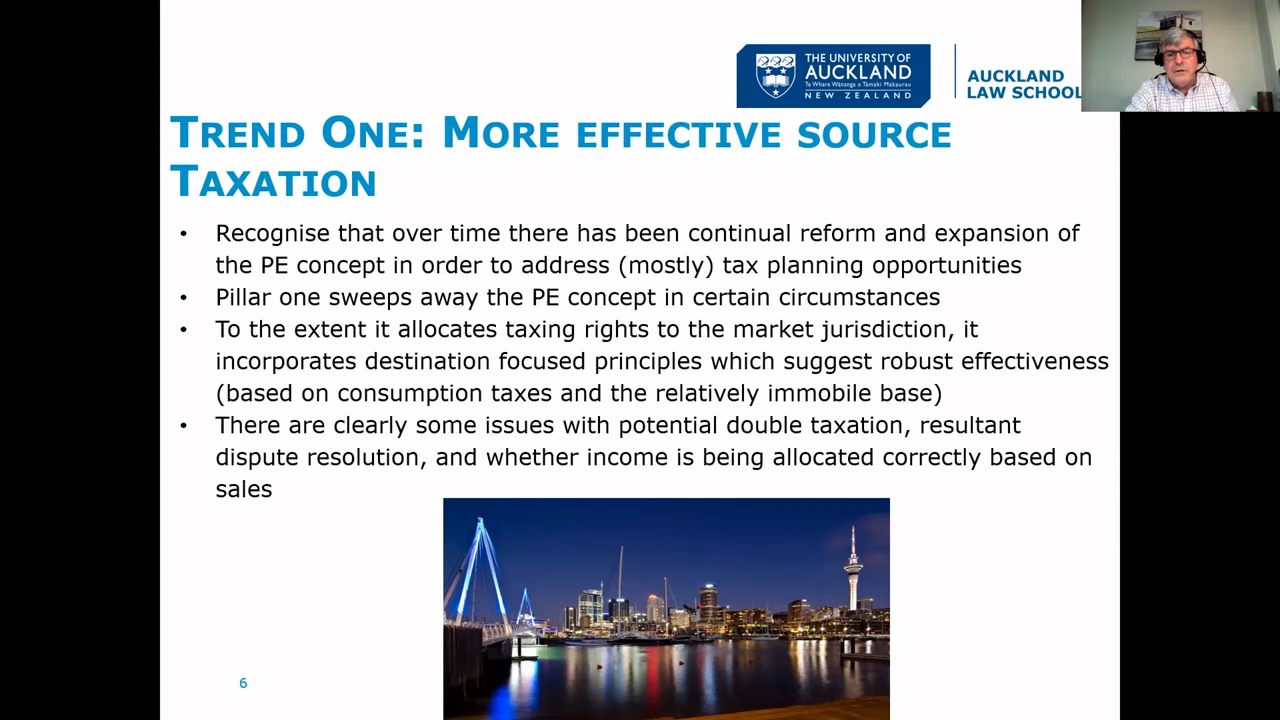 THE UNIVERSITY OF
AUCKLAND
Te Whare Wānanga o Tāmaki Makaurau
NEW ZEALAND
AUCKLAND
LAW SCHOOL
TREND ONE: MORE EFFECTIVE SOURCE
TAXATION
• Recognise that over time there has been continual reform and expansion of
the PE concept in order to address (mostly) tax planning opportunities
• Pillar one sweeps away the PE concept in certain circumstances
• To the extent it allocates taxing rights to the market jurisdiction, it
incorporates destination focused principles which suggest robust effectiveness
(based on consumption taxes and the relatively immobile base)
• There are clearly some issues with potential double taxation, resultant
dispute resolution, and whether income is being allocated correctly based on
sales
6